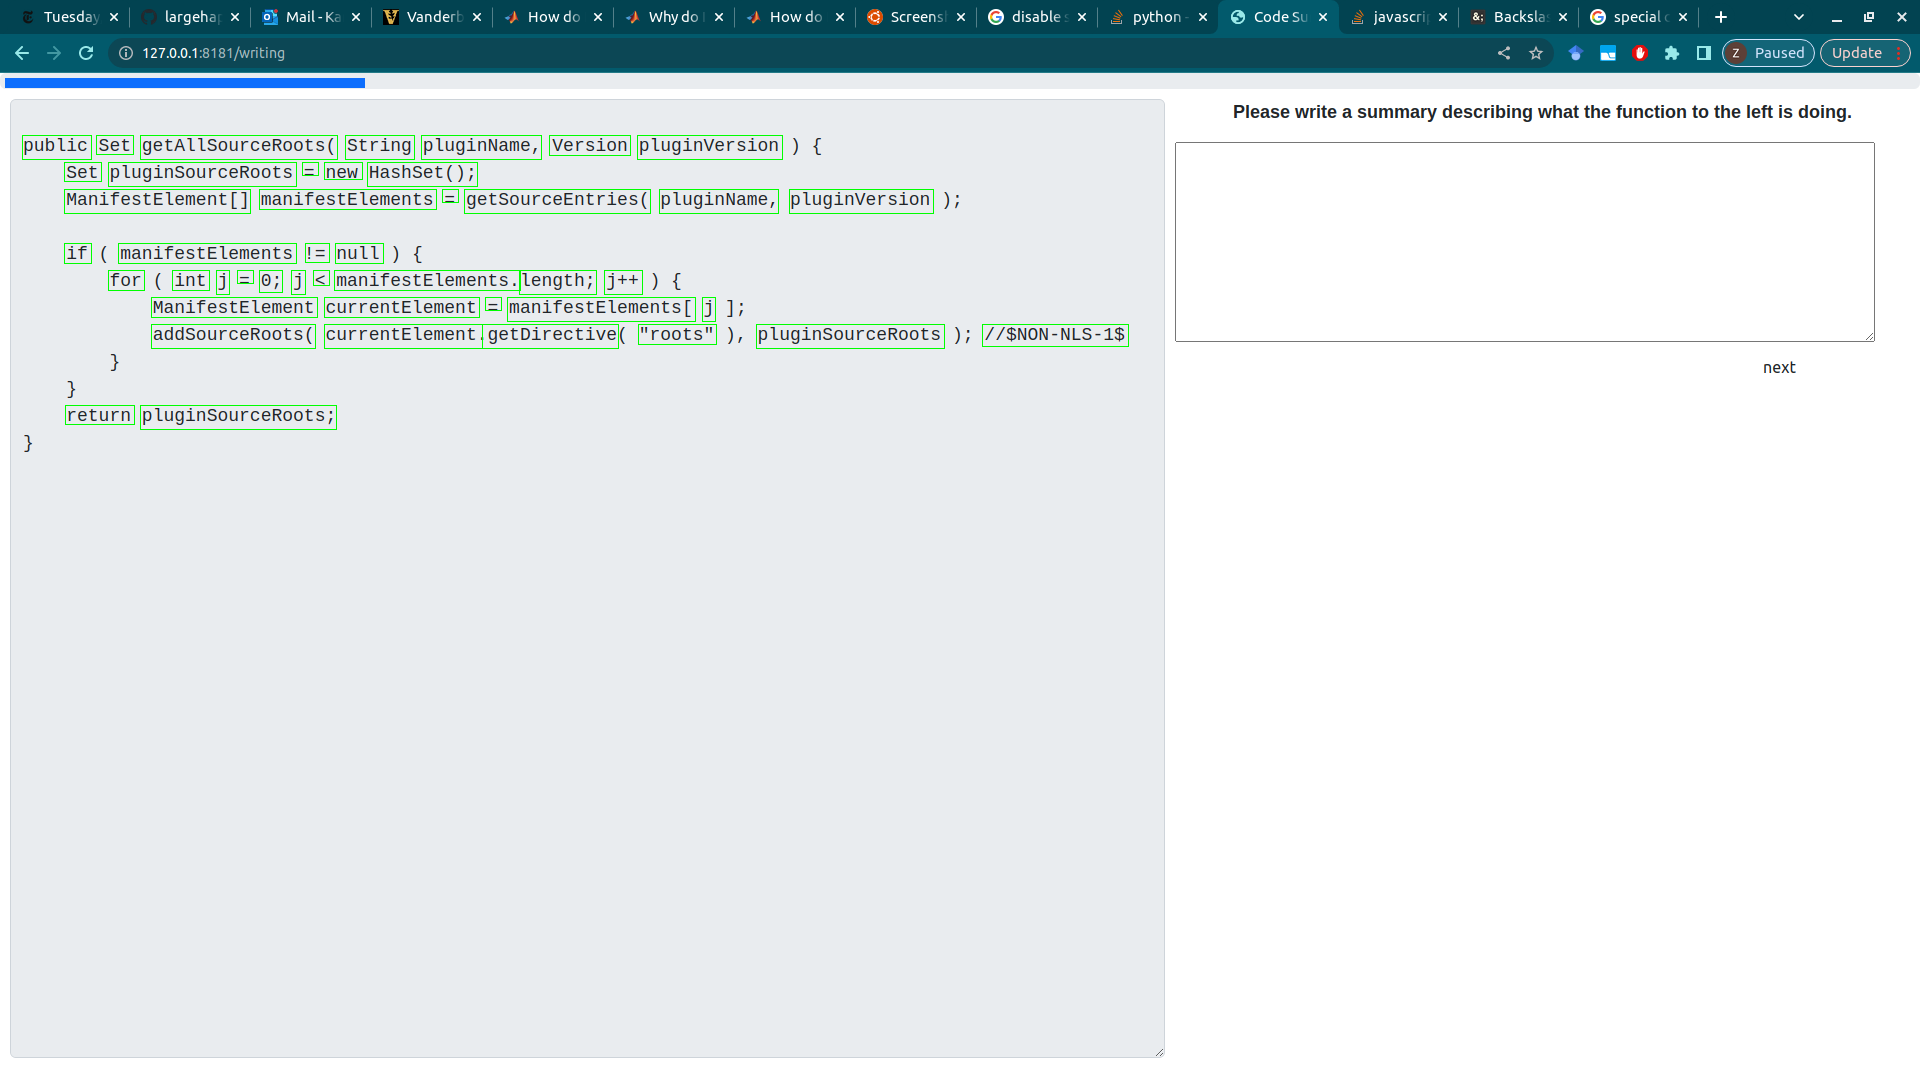 Tuesday
largehap
Mail - Ka
Vanderb
How do
Why do
How do
Screens
disable s
python -
Code Su
javascrip
Backslas
special c
127.0.0.1:8181/writing
Z Paused
Update
public Set getAllSourceRoots( String pluginName, Version pluginVersion ) {
Set pluginSourceRoots = new HashSet();
ManifestElement[] manifestElements = getSourceEntries( pluginName, pluginVersion );
if ( manifestElements != null ) {
for ( int j = 0; j < manifestElements.length; j++ ) {
ManifestElement currentElement = manifestElements[ j ];
addSourceRoots( currentElement.getDirective( "roots" ), pluginSourceRoots ); //$NON-NLS-1$
}
}
return pluginSourceRoots;
}
Please write a summary describing what the function to the left is doing.
next